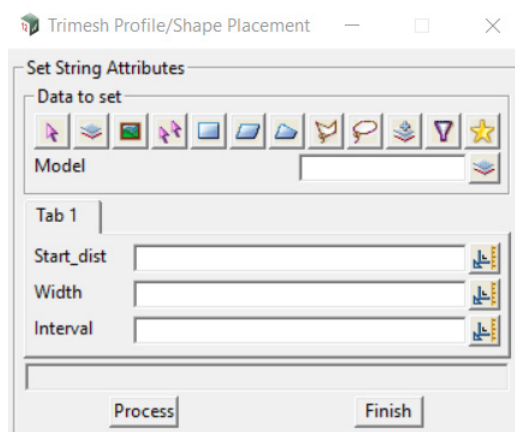 Trimesh Profile/Shape Placement
Set String Attributes
Data to set
Model
Tab 1
Start_dist
Width
Interval
Process
Finish